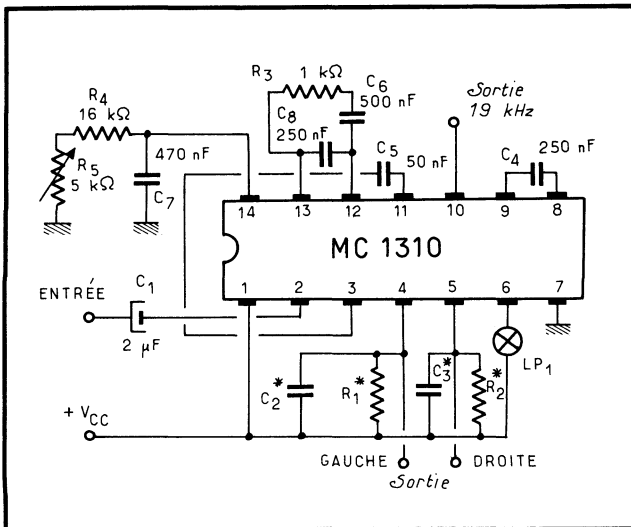 R4
16 kΩ
R5
5 kΩ
470 nF
C7
R3
1 kΩ
C6
500 nF
C8
250 nF
C5
50 nF
Sortie
19 kHz
C4
250 nF
14 13 12 11 10 9 8
MC 1310
1 2 3 4 5 6 7
ENTRÉE
C1
2 µF
LP1
C2*
R1*
C3*
R2*
+ VCC
GAUCHE
DROITE
Sortie